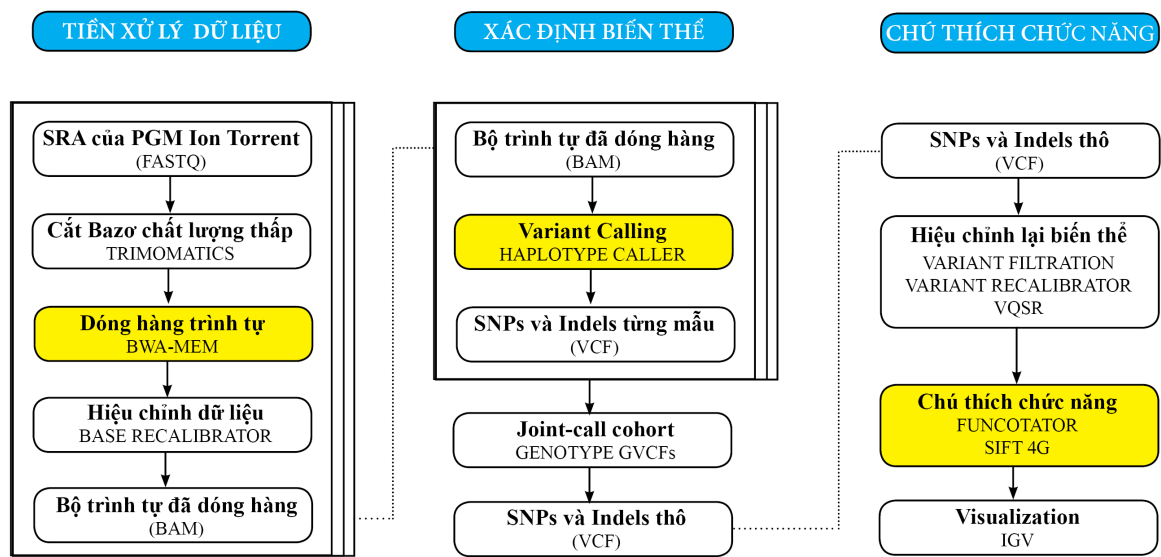 TIỀN XỬ LÝ DỮ LIỆU
SRA của PGM Ion Torrent
(FASTQ)
Cắt Bazơ chất lượng thấp
TRIMOMATICS
Dóng hàng trình tự
BWA-MEM
Hiệu chỉnh dữ liệu
BASE RECALIBRATOR
Bộ trình tự đã dóng hàng
(BAM)
XÁC ĐỊNH BIẾN THỂ
Bộ trình tự đã dóng hàng
(BAM)
Variant Calling
HAPLOTYPE CALLER
SNPs và Indels từng mẫu
(VCF)
Joint-call cohort
GENOTYPE GVCFs
SNPs và Indels thô
(VCF)
CHÚ THÍCH CHỨC NĂNG
SNPs và Indels thô
(VCF)
Hiệu chỉnh lại biến thể
VARIANT FILTRATION
VARIANT RECALIBRATOR
VQSR
Chú thích chức năng
FUNCOTATOR
SIFT 4G
Visualization
IGV